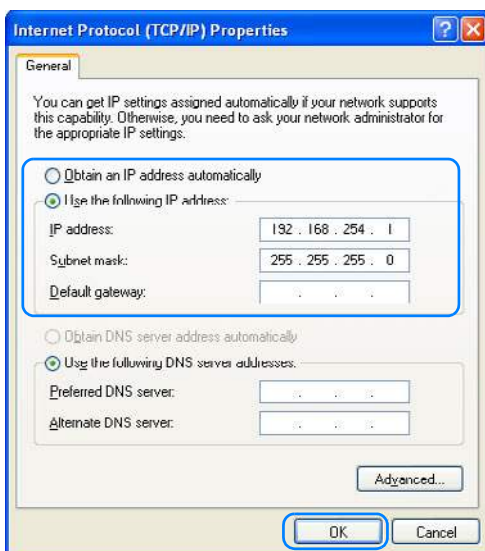 Internet Protocol (TCP/IP) Properties
General
You can get IP settings assigned automatically if your network supports
this capability. Otherwise, you need to ask your network administrator for
the appropriate IP settings.
Obtain an IP address automatically
Use the following IP address:
IP address: 192 . 168 . 254 . 1
Subnet mask: 255 . 255 . 255 . 0
Default gateway: . . .
Obtain DNS server address automatically
Use the following DNS server addresses:
Preferred DNS server: . . .
Alternate DNS server: . . .
Advanced...
OK Cancel